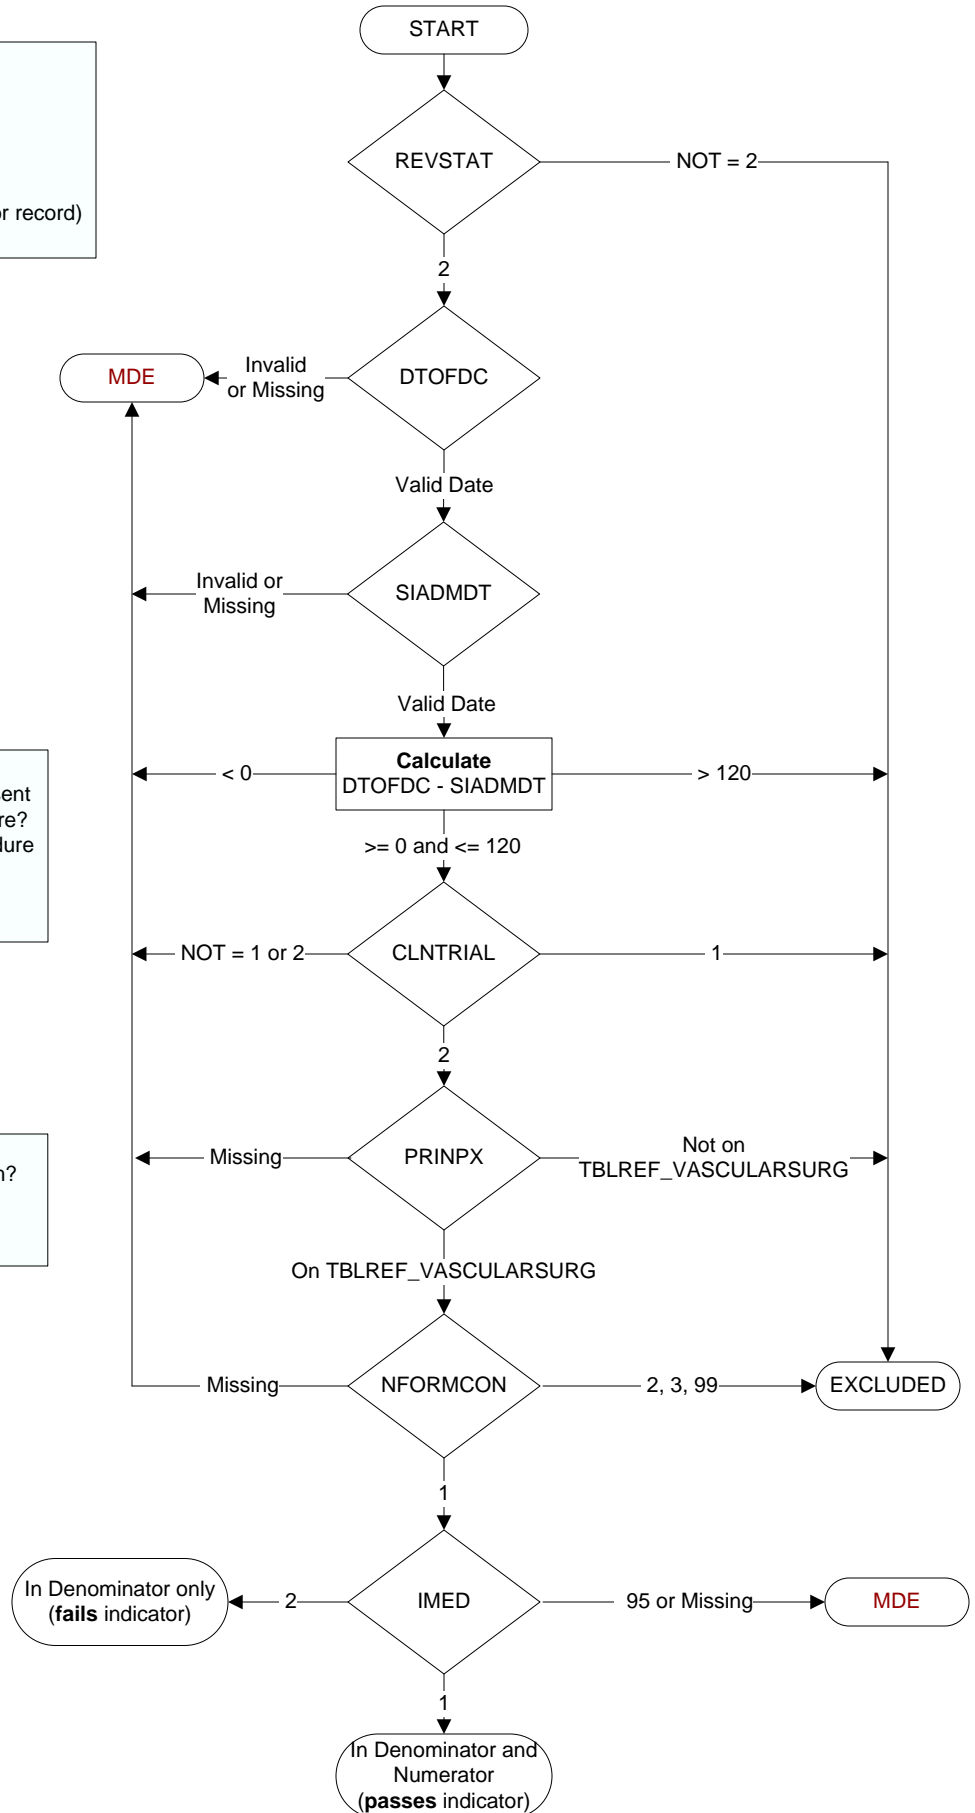 START
REVSTAT
NOT = 2
r record)
2
DTOFDC
Invalid
or Missing
MDE
Valid Date
SIADMDT
Invalid or
Missing
Valid Date
Calculate
DTOFDC - SIADMDT
< 0
> 120
sent
re?
dure
>= 0 and <= 120
CLNTRIAL
NOT = 1 or 2
1
2
PRINPX
Missing
Not on
TBLREF_VASCULARSURG
?
On TBLREF_VASCULARSURG
NFORMCON
Missing
2, 3, 99
EXCLUDED
1
IMED
2
In Denominator only
(fails indicator)
95 or Missing
MDE
1
In Denominator and
Numerator
(passes indicator)